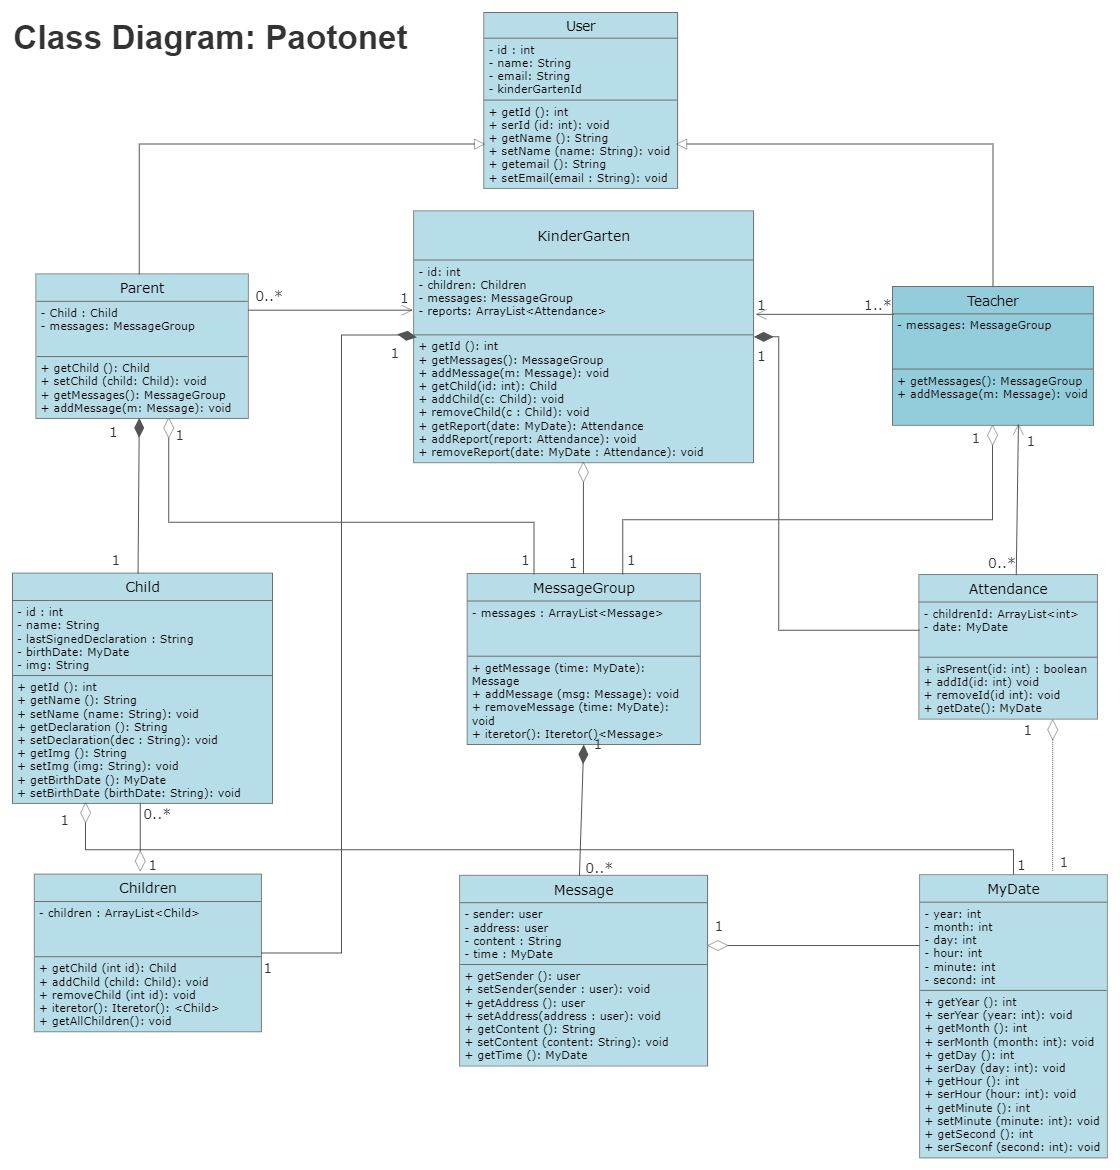 Class Diagram: Paotonet
User
- id : int
- name: String
- email: String
- kinderGartenId
+ getId (): int
+ serId (id: int): void
+ getName (): String
+ setName (name: String): void
+ getemail (): String
+ setEmail(email : String): void
KinderGarten
- id: int
- children: Children
- messages: MessageGroup
- reports: ArrayList<Attendance>
+ getId (): int
+ getMessages(): MessageGroup
+ addMessage(m: Message): void
+ getChild(id: int): Child
+ addChild(c: Child): void
+ removeChild(c : Child): void
+ getReport(date: MyDate): Attendance
+ addReport(report: Attendance): void
+ removeReport(date: MyDate : Attendance): void
Parent
- Child : Child
- messages: MessageGroup
+ getChild (): Child
+ setChild (child: Child): void
+ getMessages(): MessageGroup
+ addMessage(m: Message): void
0..*
1
1
1
1..*
1
Teacher
- messages: MessageGroup
+ getMessages(): MessageGroup
+ addMessage(m: Message): void
1
1
1
1
1
1
1
1
0..*
Child
- id : int
- name: String
- lastSignedDeclaration : String
- birthDate: MyDate
- img: String
+ getId (): int
+ getName (): String
+ setName (name: String): void
+ getDeclaration (): String
+ setDeclaration(dec : String): void
+ getImg (): String
+ setImg (img: String): void
+ getBirthDate (): MyDate
+ setBirthDate (birthDate: String): void
MessageGroup
- messages : ArrayList<Message>
+ getMessage (time: MyDate):
Message
+ addMessage (msg: Message): void
+ removeMessage (time: MyDate):
void
+ iteretor(): Iteretor()<Message>
1
Attendance
- childrenId: ArrayList<int>
- date: MyDate
+ isPresent(id: int) : boolean
+ addId(id: int) void
+ removeId(id int): void
+ getDate(): MyDate
1
1
0..*
1
0..*
1
1
Children
- children : ArrayList<Child>
+ getChild (int id): Child
+ addChild (child: Child): void
+ removeChild (int id): void
+ iteretor(): Iteretor(): <Child>
+ getAllChildren(): void
1
Message
- sender: user
- address: user
- content : String
- time : MyDate
+ getSender (): user
+ setSender(sender : user): void
+ getAddress (): user
+ setAddress(address : user): void
+ getContent (): String
+ setContent (content: String): void
+ getTime (): MyDate
1
MyDate
- year: int
- month: int
- day: int
- hour: int
- minute: int
- second: int
+ getYear (): int
+ serYear (year: int): void
+ getMonth (): int
+ serMonth (month: int): void
+ getDay (): int
+ serDay (day: int): void
+ getHour (): int
+ serHour (hour: int): void
+ getMinute (): int
+ setMinute (minute: int): void
+ getSecond (): int
+ serSeconf (second: int): void